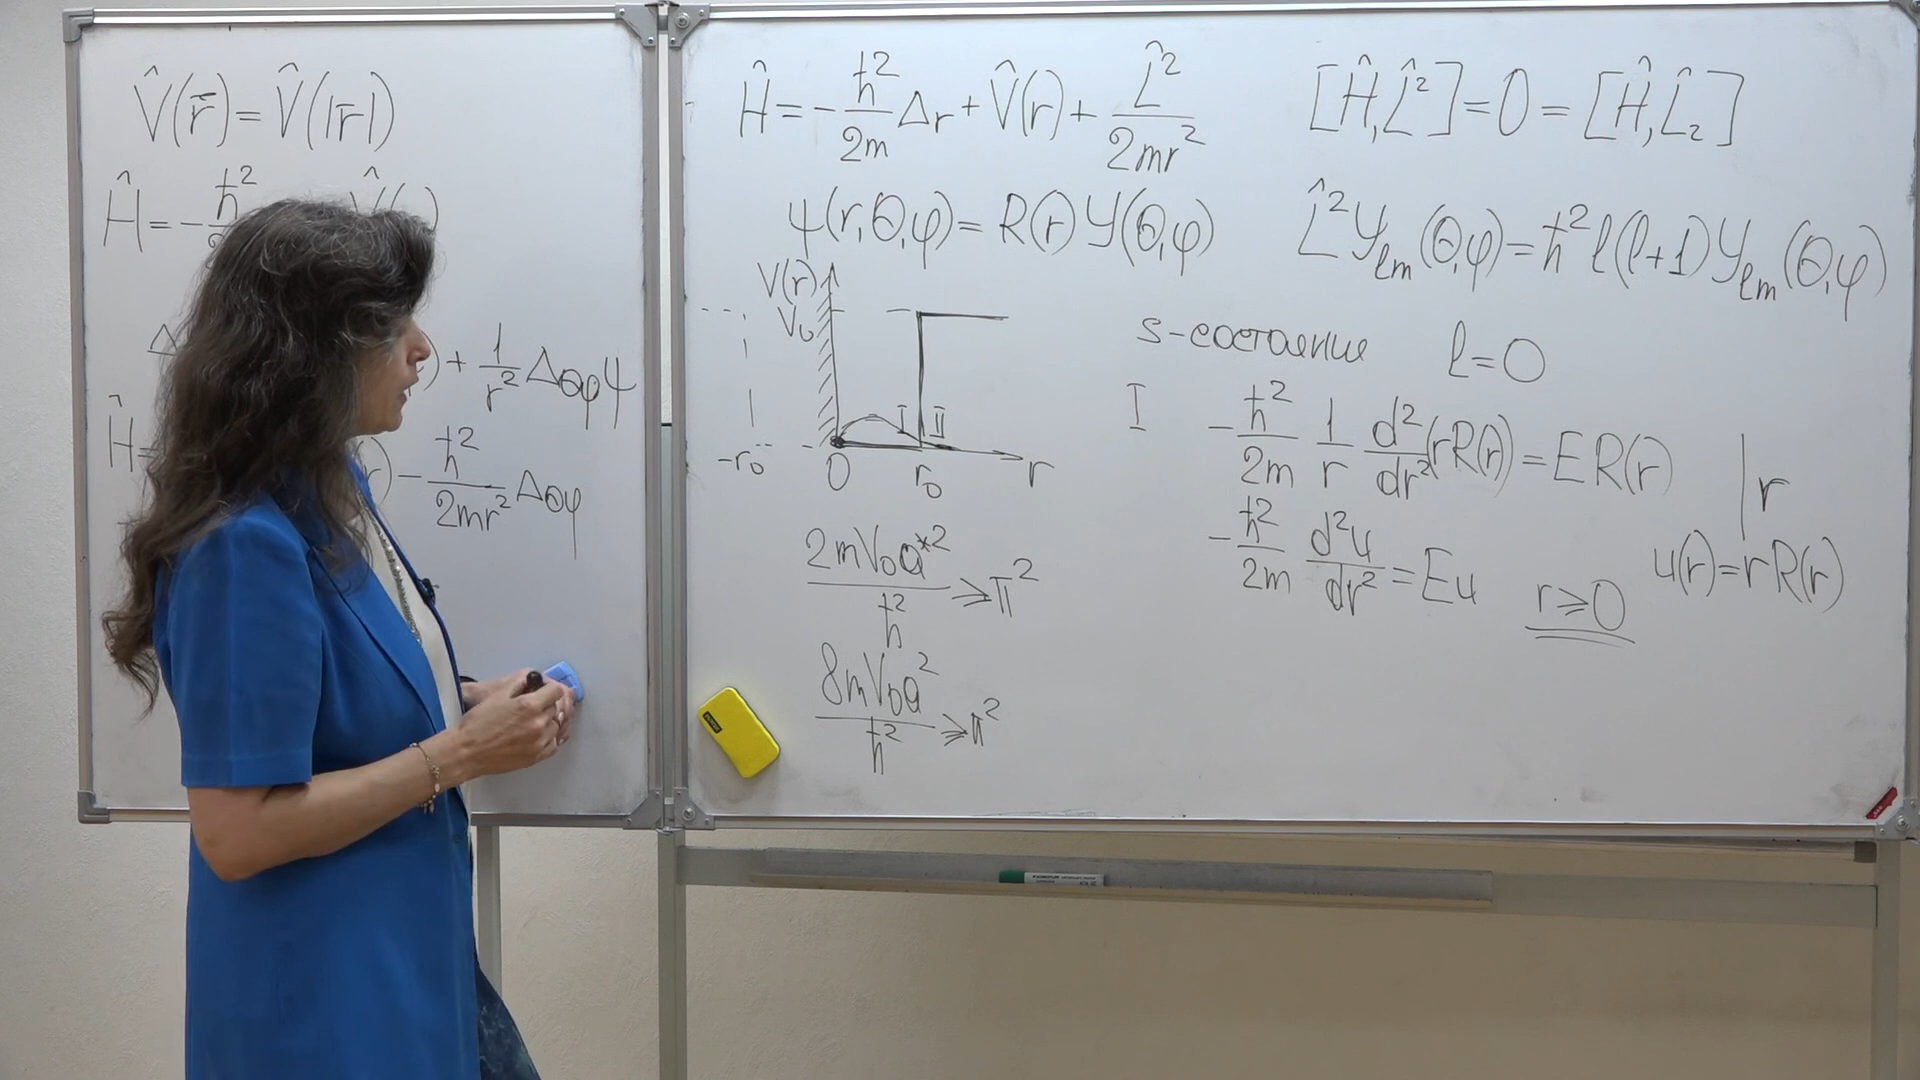 V̂(r̄) = V̂(|r̄|)
Ĥ = - ħ²
) + 1/r² Δθφ ψ
Ĥ =
r) - ħ²/2mr² Δθφ
Ĥ = - ħ²/2m Δr + V̂(r) + L̂²/2mr²
ψ(r,θ,φ) = R(r) Y(θ,φ)
V(r)
V₀
I II
-r₀ 0 r₀ r
2mV₀a*²/ħ² ⩾ π²
8mV₀a²/ħ² ⩾ π²
[Ĥ,L̂²] = 0 = [Ĥ,L̂z]
L̂² Yℓm(θ,φ) = ħ² ℓ(ℓ+1) Yℓm(θ,φ)
s-состояние ℓ=0
I - ħ²/2m 1/r d²/dr² (rR(r)) = E R(r) | r
- ħ²/2m d²u/dr² = Eu r⩾0 u(r) = rR(r)